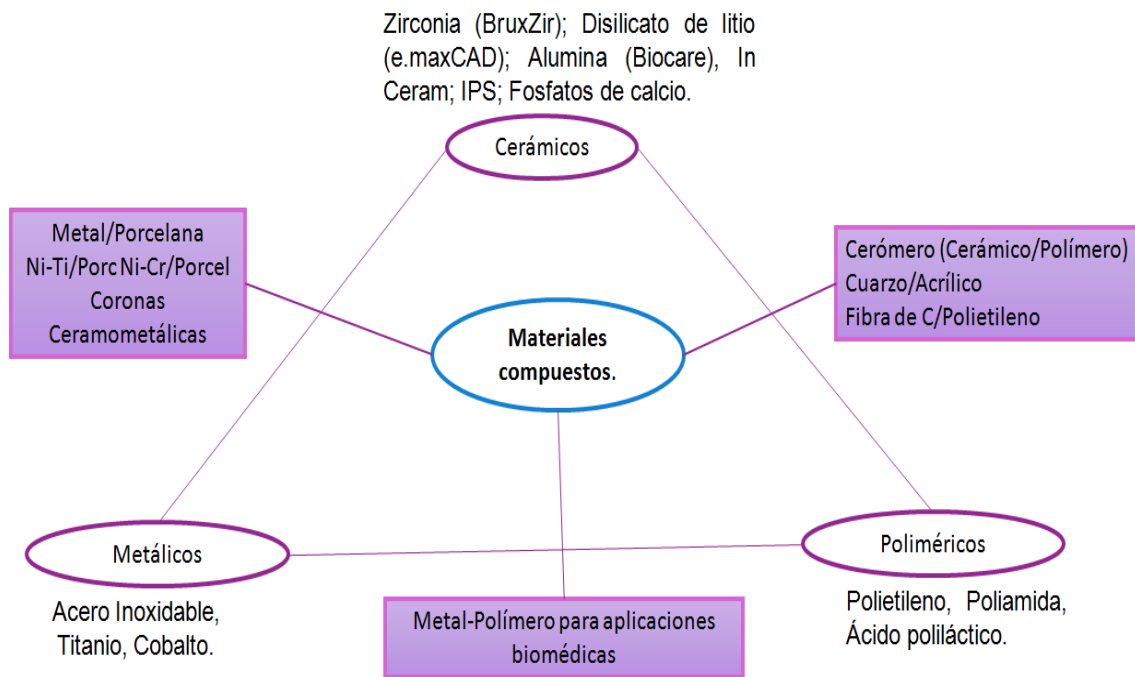 Zirconia (BruxZir); Disilicato de litio
(e.maxCAD); Alumina (Biocare), In
Ceram; IPS; Fosfatos de calcio.
Cerámicos
Metal/Porcelana
Ni-Ti/Porc Ni-Cr/Porcel
Coronas
Ceramometálicas
Cerómero (Cerámico/Polímero)
Cuarzo/Acrílico
Fibra de C/Polietileno
Materiales
compuestos.
Metálicos
Poliméricos
Acero Inoxidable,
Titanio, Cobalto.
Metal-Polímero para aplicaciones
biomédicas
Polietileno, Poliamida,
Ácido poliláctico.